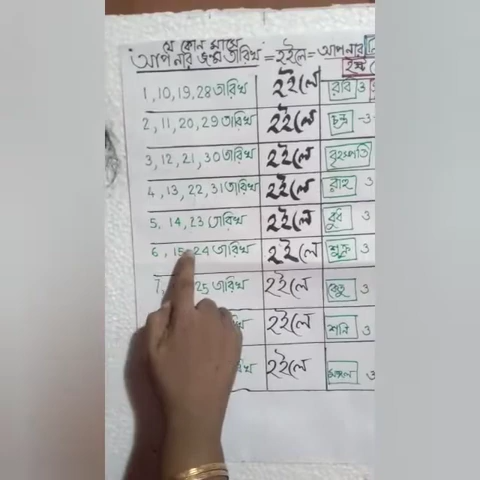 যে কোন মাসে
আপনার জন্ম তারিখ = হইলে = আপনার
1, 10, 19, 28 তারিখ হইলে রবি ও
2, 11, 20, 29 তারিখ হইলে চন্দ্র - ও
3, 12, 21, 30 তারিখ হইলে বৃহস্পতি
4, 13, 22, 31 তারিখ হইলে রাহু ও
5, 14, 23 তারিখ হইলে বুধ ও
6, 15, 24 তারিখ হইলে শুক্র ও
7, 25 তারিখ হইলে কেতু ও
হইলে শনি ও
হইলে মঙ্গল ও